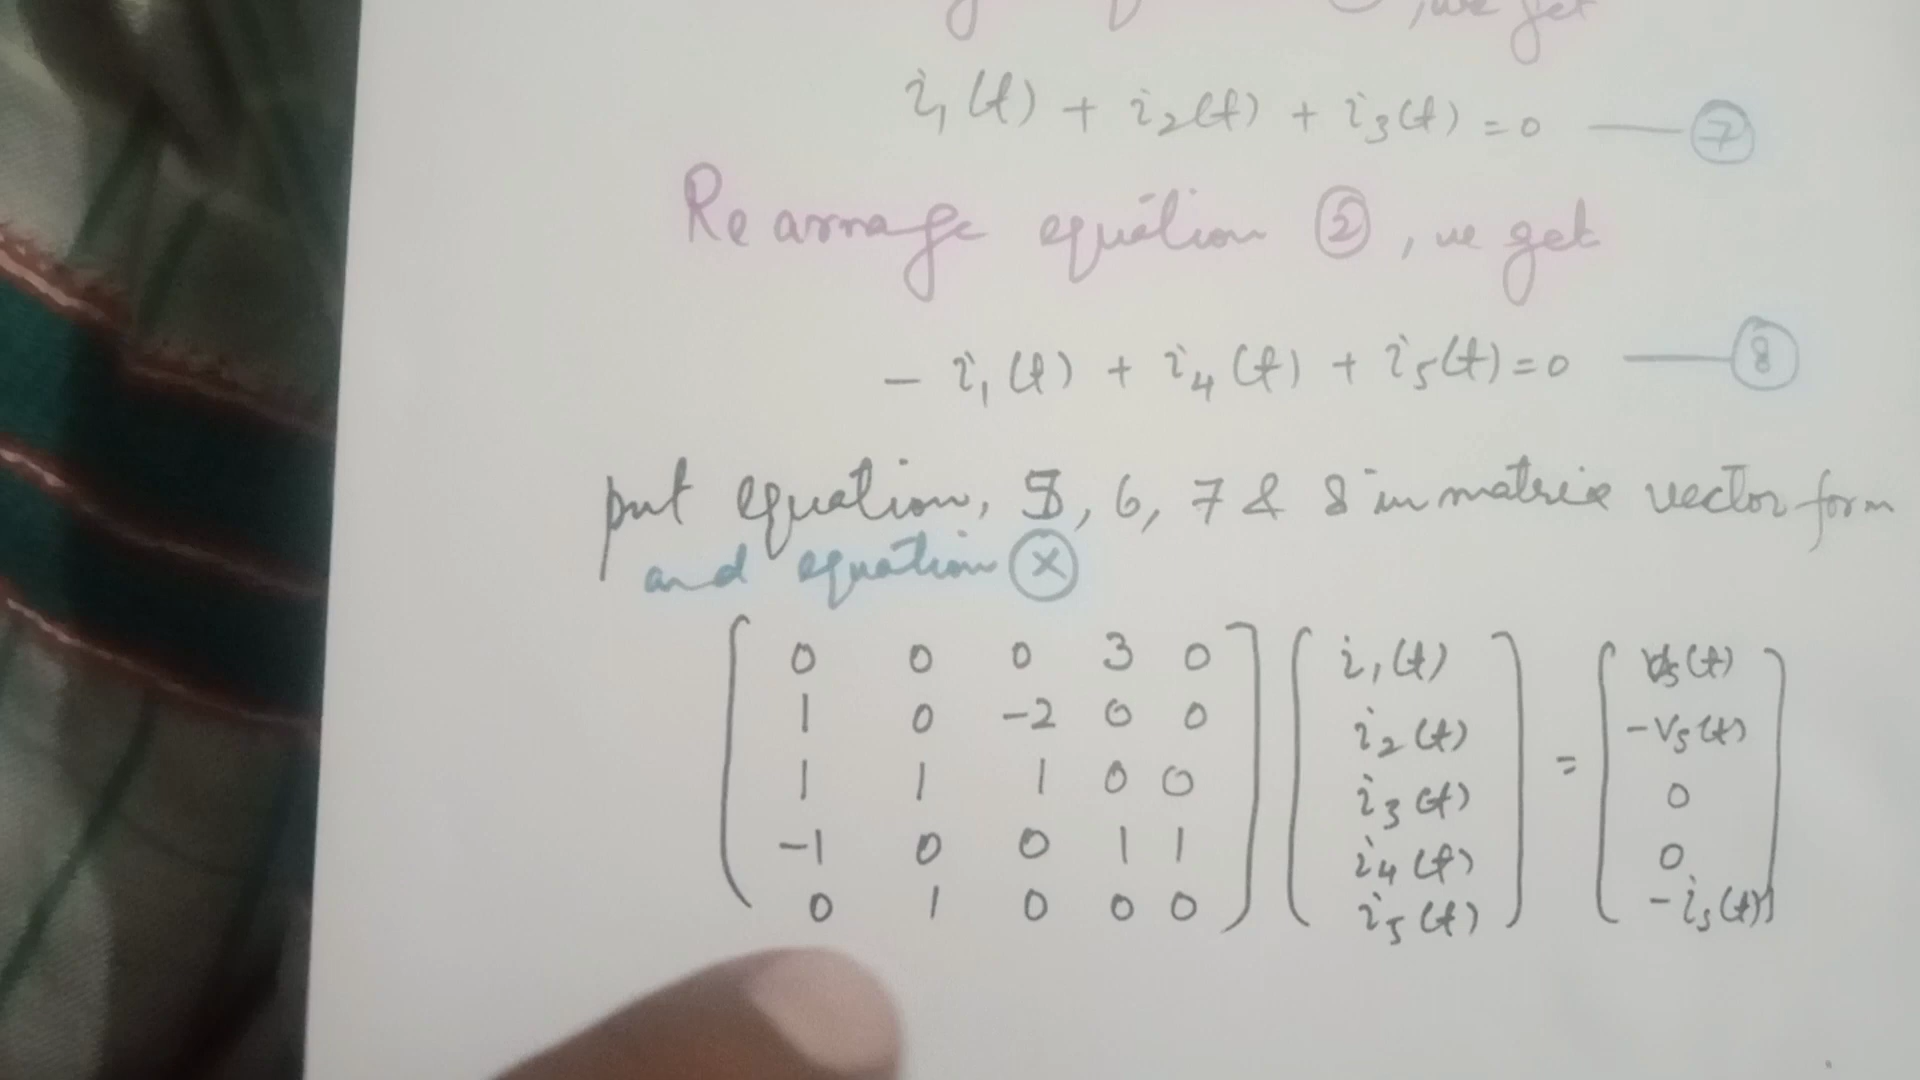 , we get
i₁(t) + i₂(t) + i₃(t) = 0 — ⑦
Rearrange equation ②, we get
- i₁(t) + i₄(t) + i₅(t) = 0 — ⑧
put equation, 5, 6, 7 & 8 in matrix vector form
and equation ⓧ
[ 0 0 0 3 0 ] [ i₁(t) ] = [ vs(t) ]
[ 1 0 -2 0 0 ] [ i₂(t) ] [ -vs(t) ]
[ 1 1 1 0 0 ] [ i₃(t) ] [ 0 ]
[ -1 0 0 1 1 ] [ i₄(t) ] [ 0 ]
[ 0 1 0 0 0 ] [ i₅(t) ] [ -is(t) ]